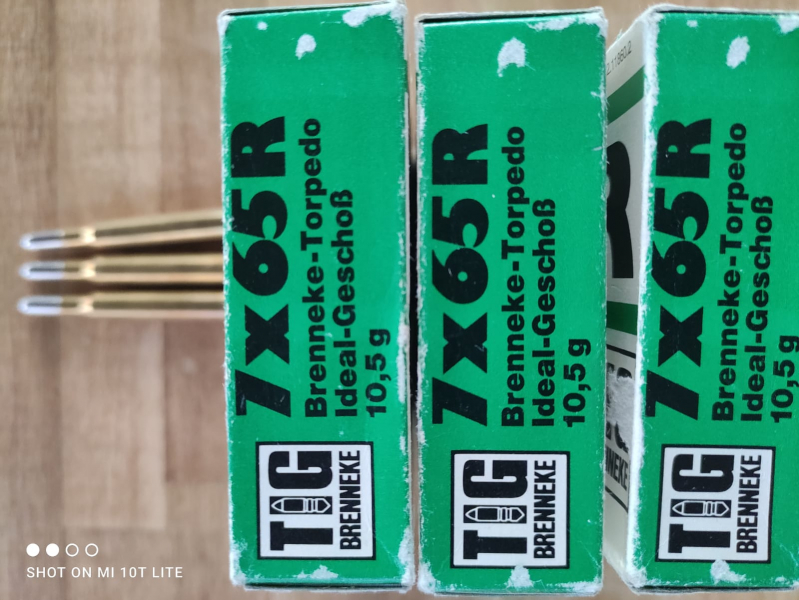 7x65R
Brenneke-Torpedo
Ideal-Geschoß
10,5 g
TIG
BRENNEKE
7x65R
Brenneke-Torpedo
Ideal-Geschoß
10,5 g
TIG
BRENNEKE
R
NEKE
7x65R
Brenneke-Torpedo
Ideal-Geschoß
10,5 g
TIG
BRENNEKE
SHOT ON MI 10T LITE